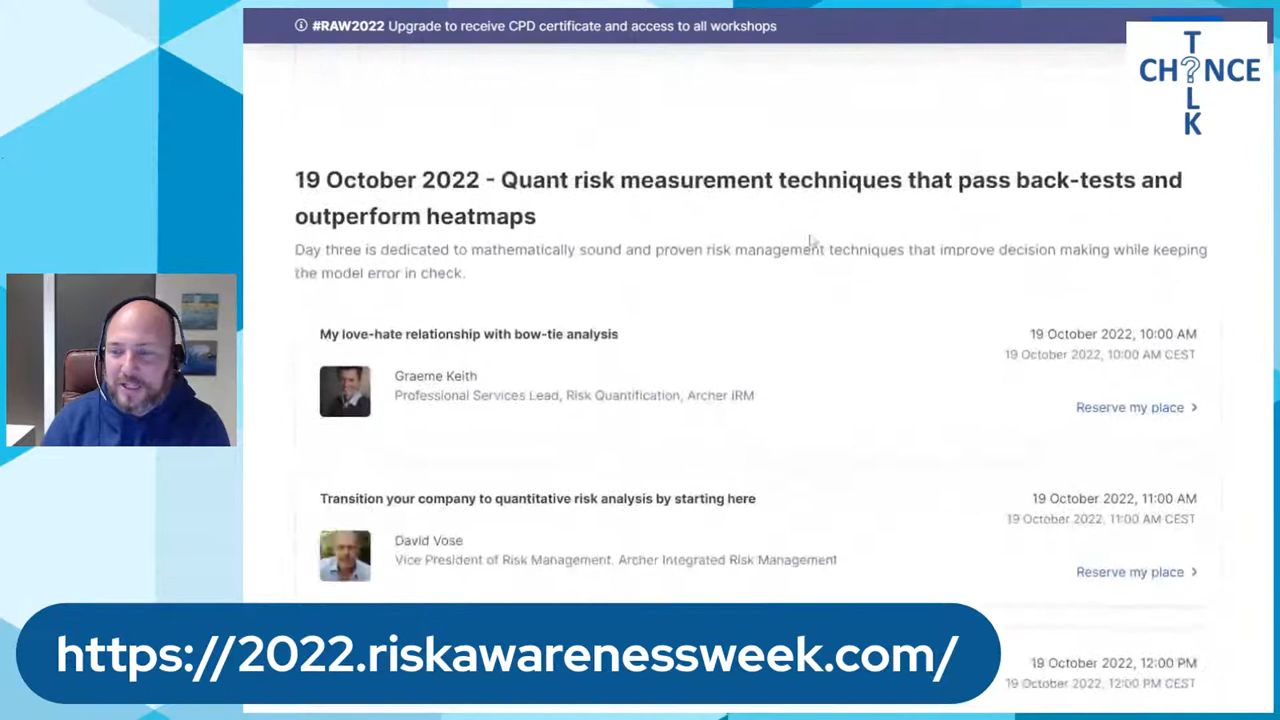 #RAW2022 Upgrade to receive CPD certificate and access to all workshops
T
CH?NCE
L
K
19 October 2022 - Quant risk measurement techniques that pass back-tests and
outperform heatmaps
Day three is dedicated to mathematically sound and proven risk management techniques that improve decision making while keeping
the model error in check.
My love-hate relationship with bow-tie analysis
19 October 2022, 10:00 AM
19 October 2022, 10:00 AM CEST
Graeme Keith
Professional Services Lead, Risk Quantification, Archer IRM
Reserve my place >
Transition your company to quantitative risk analysis by starting here
19 October 2022, 11:00 AM
19 October 2022, 11:00 AM CEST
David Vose
Vice President of Risk Management. Archer Integrated Risk Management
Reserve my place >
https://2022.riskawarenessweek.com/
19 October 2022, 12:00 PM
19 October 2022, 12:00 PM CEST